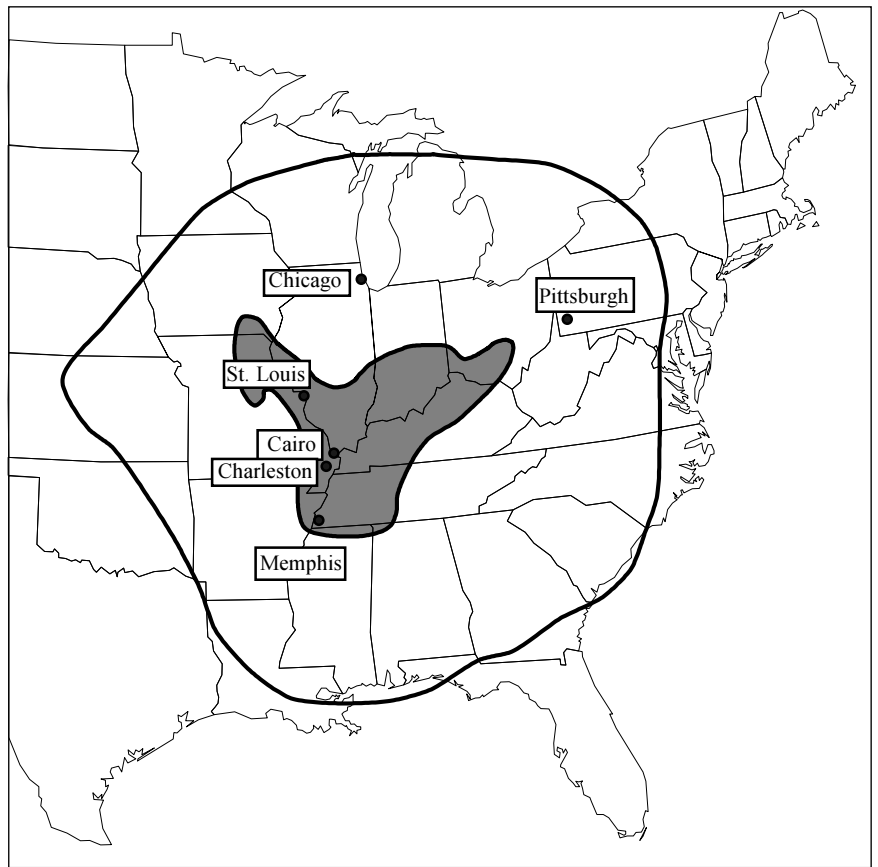 Chicago
Pittsburgh
St. Louis
Cairo
Charleston
Memphis